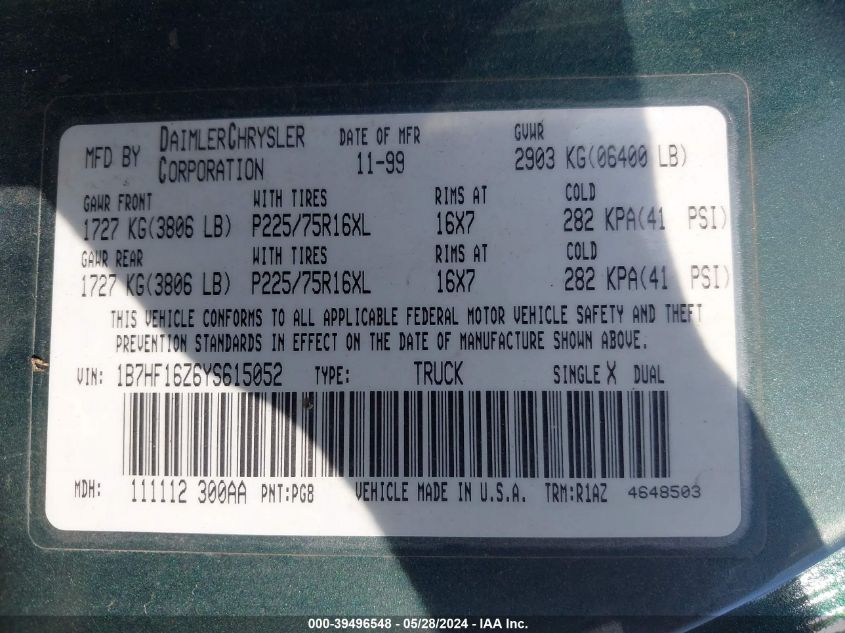 MFD BY DAIMLERCHRYSLER CORPORATION DATE OF MFR 11-99 GVWR 2903 KG(06400 LB)
GAWR FRONT WITH TIRES RIMS AT COLD
1727 KG(3806 LB) P225/75R16XL 16X7 282 KPA(41 PSI)
GAWR REAR WITH TIRES RIMS AT COLD
1727 KG(3806 LB) P225/75R16XL 16X7 282 KPA(41 PSI)
THIS VEHICLE CONFORMS TO ALL APPLICABLE FEDERAL MOTOR VEHICLE SAFETY AND THEFT
PREVENTION STANDARDS IN EFFECT ON THE DATE OF MANUFACTURE SHOWN ABOVE.
VIN: 1B7HF16Z6YS615052 TYPE: TRUCK SINGLE X DUAL
MDH: 111112 300AA PNT:PG8 VEHICLE MADE IN U.S.A. TRM:R1AZ 4648503
000-39496548 - 05/28/2024 - IAA Inc.